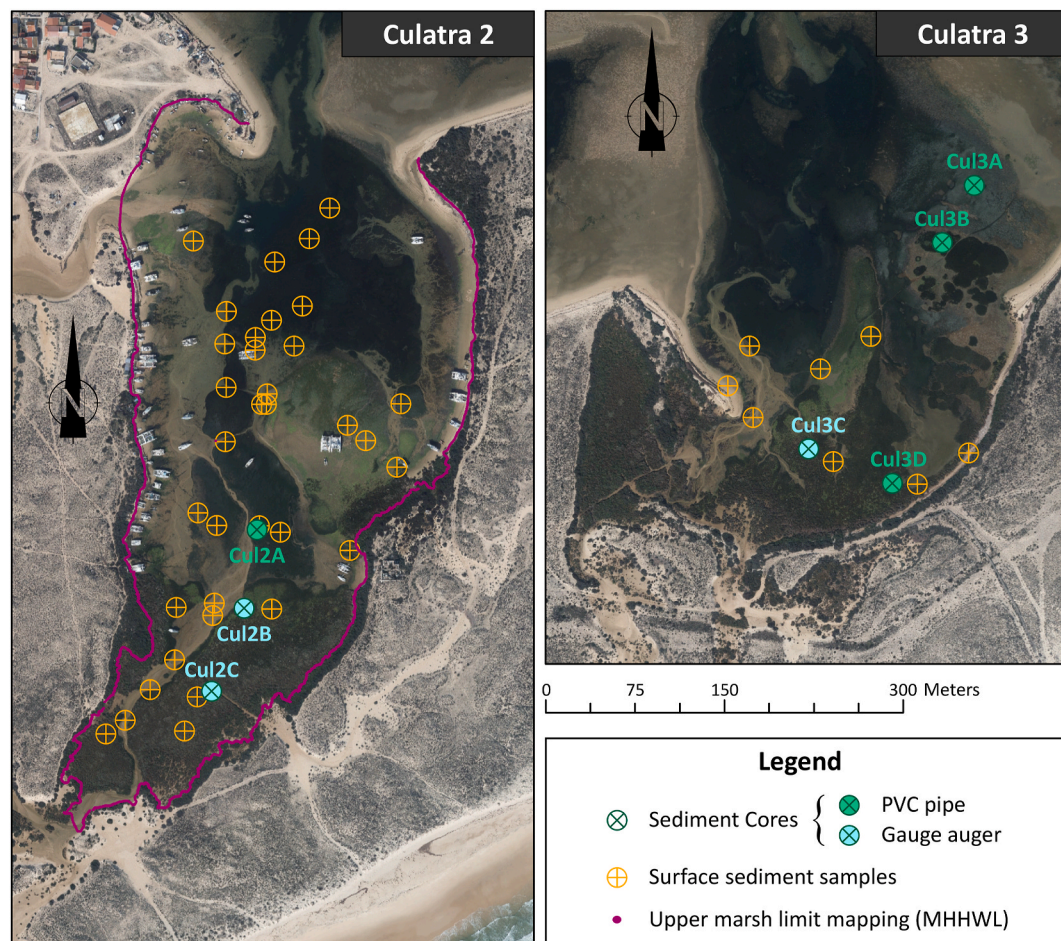 Culatra 2
N
Cul2A
Cul2B
Cul2C
Culatra 3
N
Cul3A
Cul3B
Cul3C
Cul3D
0 75 150 300 Meters
Legend
Sediment Cores { PVC pipe
Gauge auger
Surface sediment samples
Upper marsh limit mapping (MHHWL)